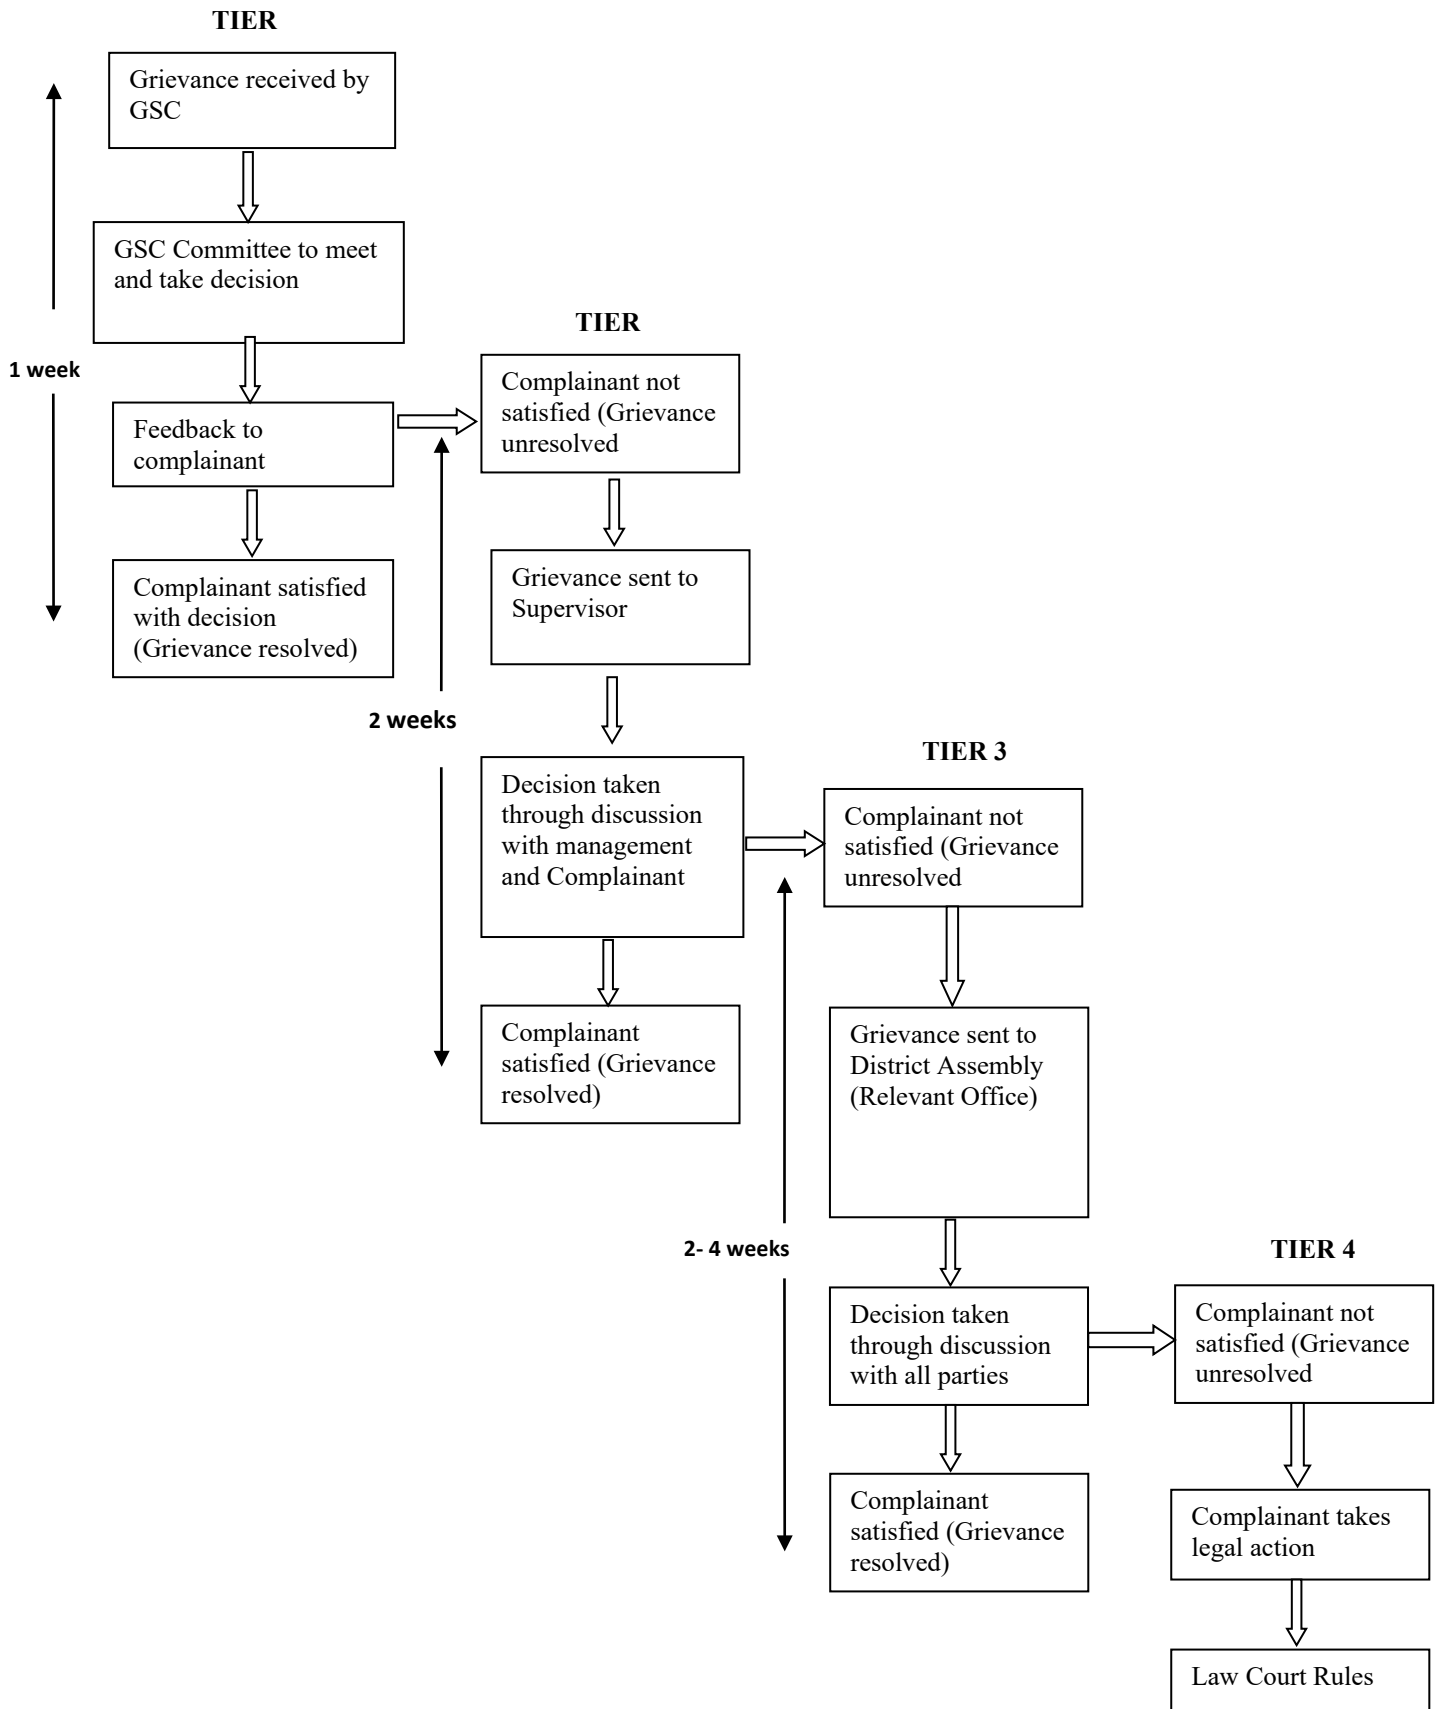 TIER
Grievance received by
GSC
GSC Committee to meet
and take decision
1 week
Feedback to
complainant
Complainant satisfied
with decision
(Grievance resolved)
TIER
Complainant not
satisfied (Grievance
unresolved
Grievance sent to
Supervisor
2 weeks
Decision taken
through discussion
with management
and Complainant
Complainant
satisfied (Grievance
resolved)
TIER 3
Complainant not
satisfied (Grievance
unresolved
Grievance sent to
District Assembly
(Relevant Office)
2- 4 weeks
Decision taken
through discussion
with all parties
Complainant
satisfied (Grievance
resolved)
TIER 4
Complainant not
satisfied (Grievance
unresolved
Complainant takes
legal action
Law Court Rules